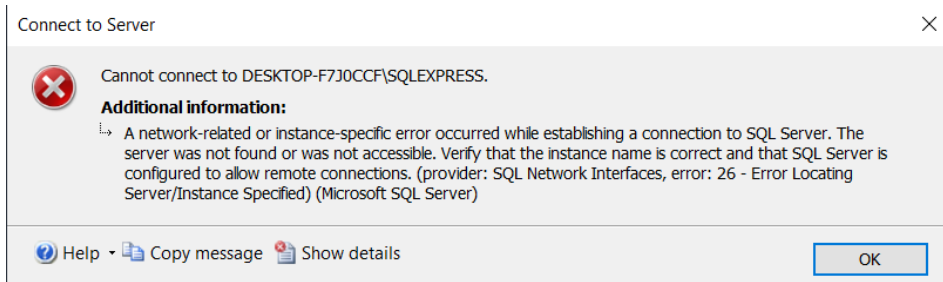 Connect to Server
Cannot connect to DESKTOP-F7J0CCF\SQLEXPRESS.
Additional information:
A network-related or instance-specific error occurred while establishing a connection to SQL Server. The
server was not found or was not accessible. Verify that the instance name is correct and that SQL Server is
configured to allow remote connections. (provider: SQL Network Interfaces, error: 26 - Error Locating
Server/Instance Specified) (Microsoft SQL Server)
Help Copy message Show details OK